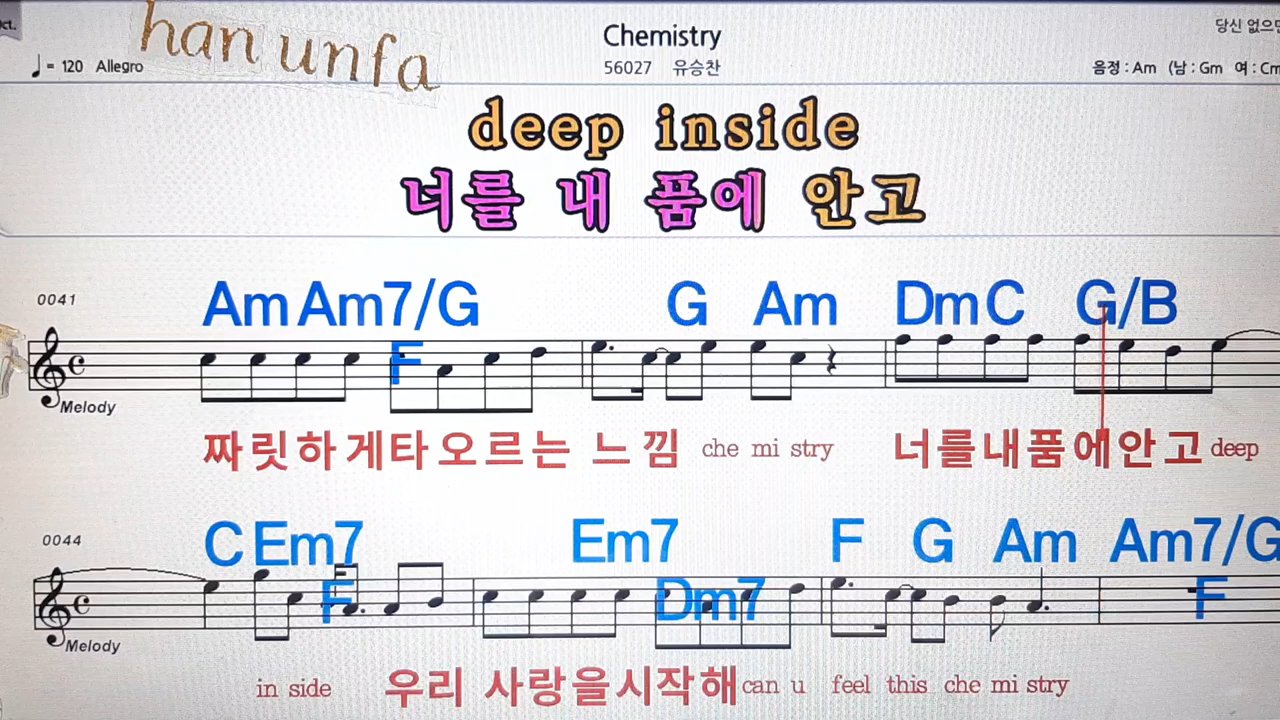 han unfa
Chemistry
당신 없으면
♩= 120 Allegro
56027 유승찬
음정 : Am (남 : Gm 여 : Cm
deep inside
너를 내 품에 안고
0041
Am Am7/G F G Am Dm C G/B
Melody
짜릿하게타오르는 느낌 che mi stry 너를내품에안고 deep
0044
C Em7 F Em7 Dm7 F G Am Am7/G F
Melody
in side 우리 사랑을시작해 can u feel this che mi stry